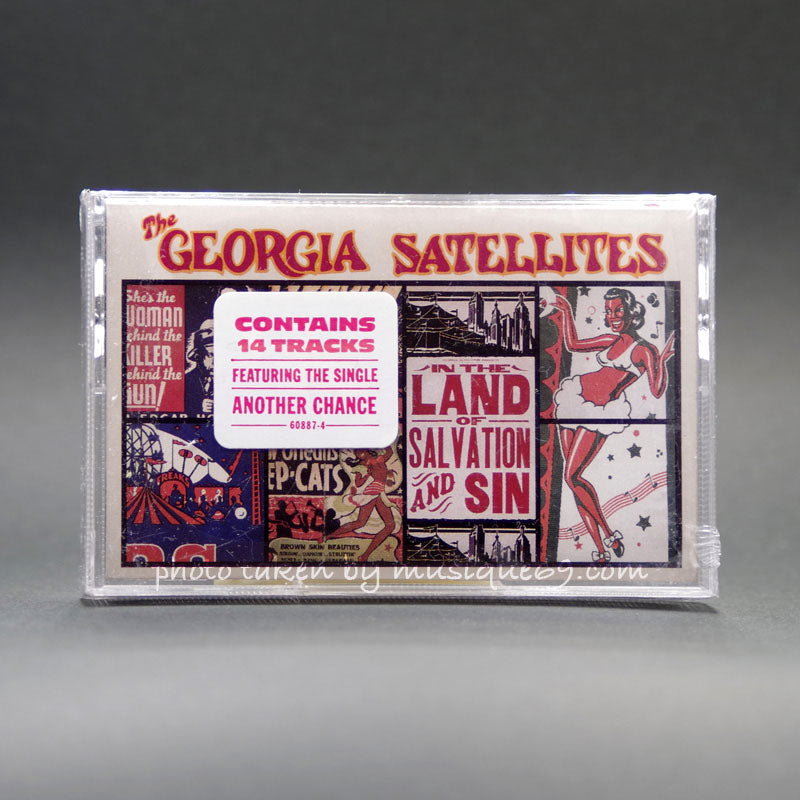 The
GEORGIA SATELLITES
She's the
WOMAN
Behind the
KILLER
Behind the
GUN!
CONTAINS
14 TRACKS
FEATURING THE SINGLE
ANOTHER CHANCE
60887-4
FREAKS
EP-CATS
BROWN SKIN BEAUTIES
IN THE
LAND
OF
SALVATION
AND SIN
photo taken by musique69.com